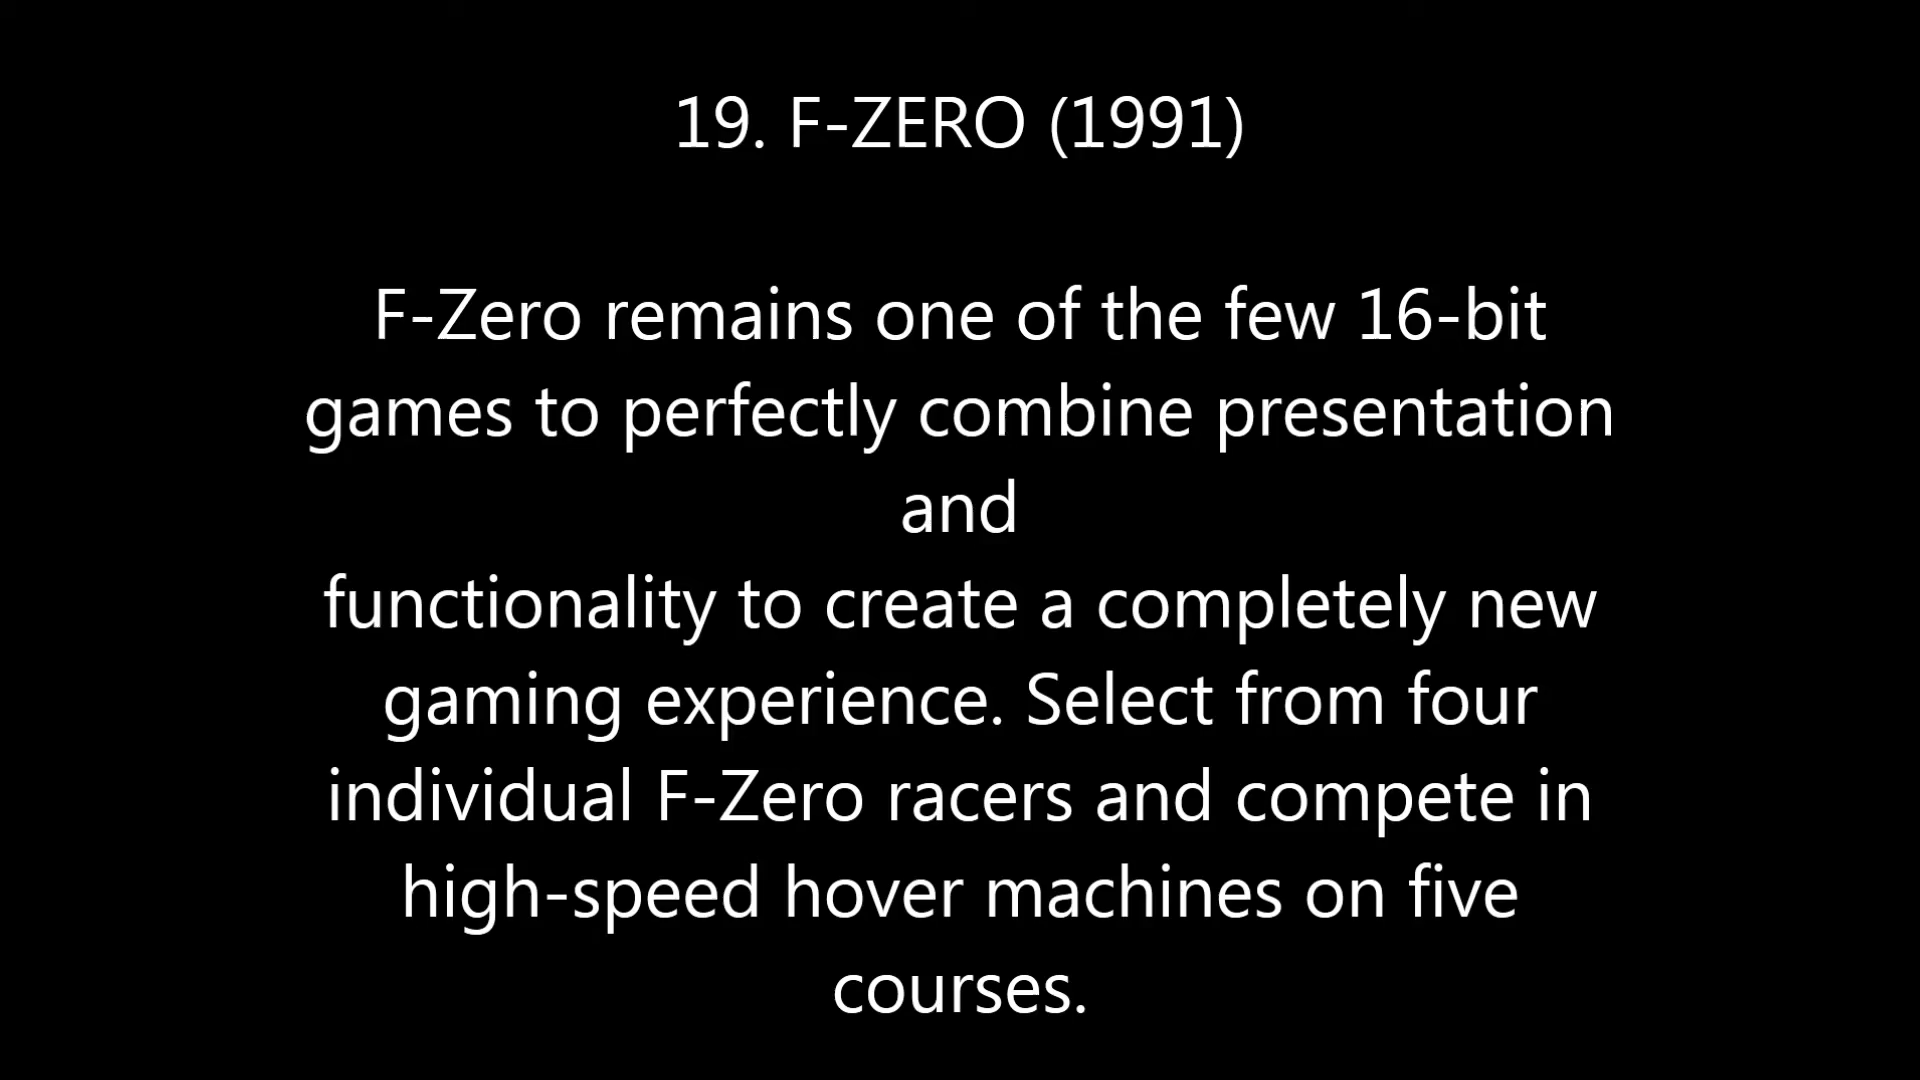 19. F-ZERO (1991)
F-Zero remains one of the few 16-bit
games to perfectly combine presentation
and
functionality to create a completely new
gaming experience. Select from four
individual F-Zero racers and compete in
high-speed hover machines on five
courses.